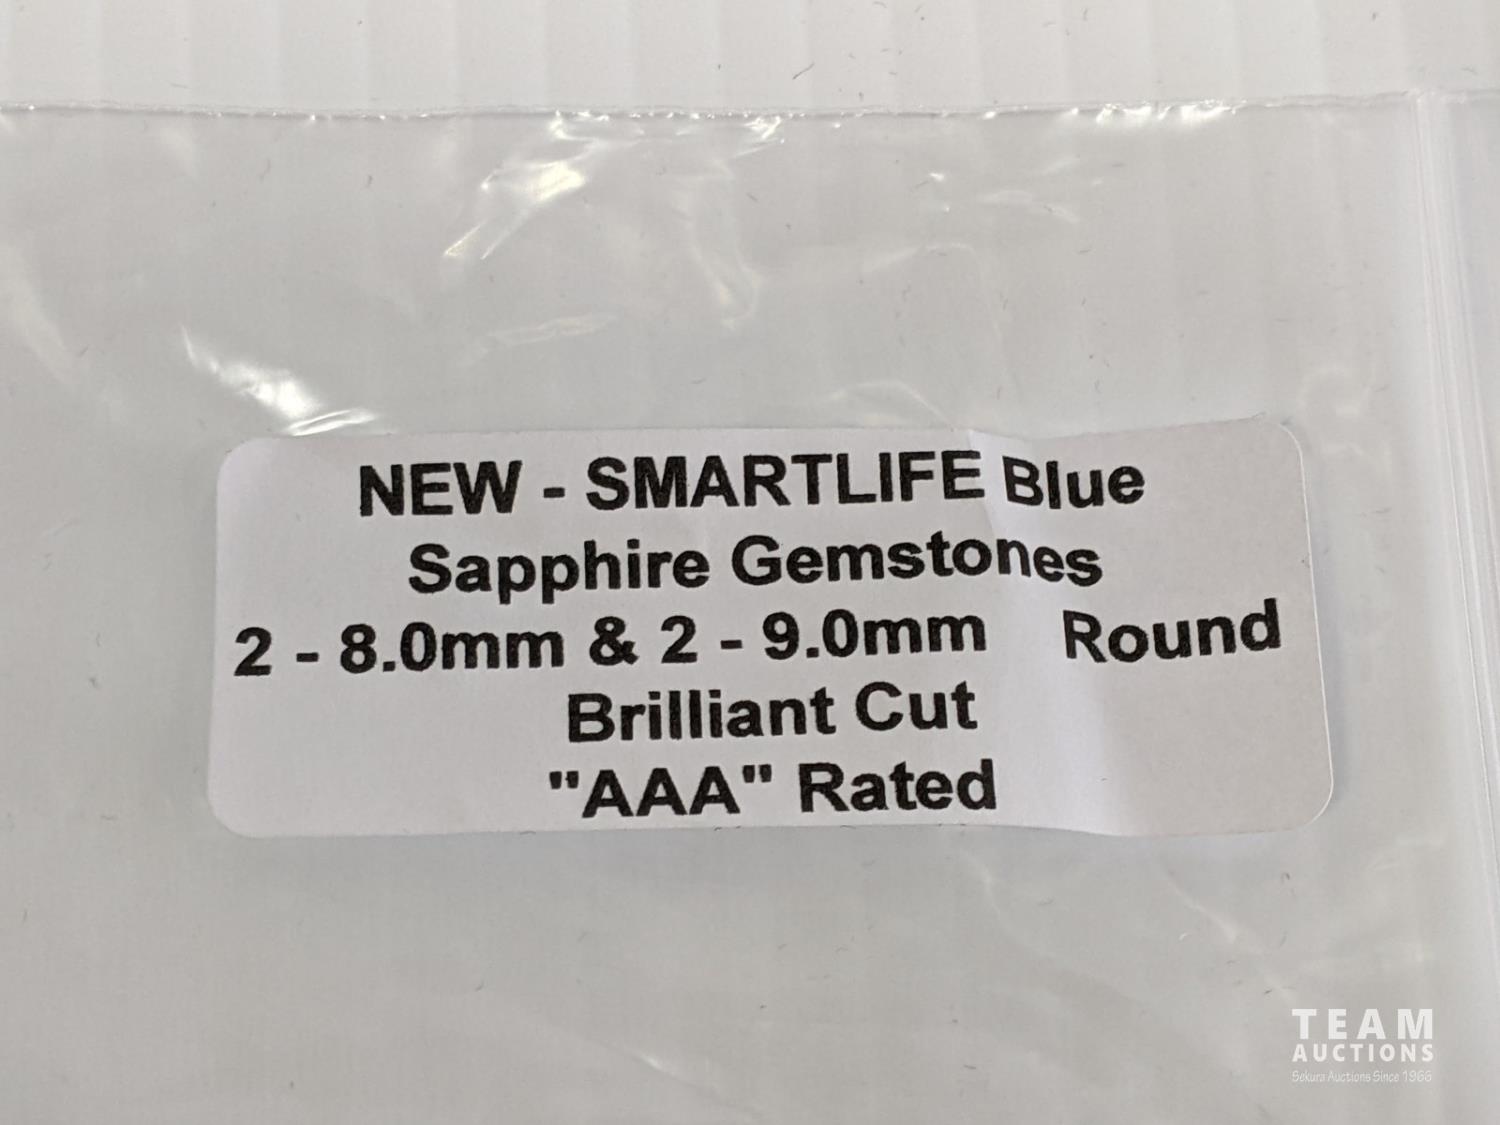 NEW - SMARTLIFE Blue
Sapphire Gemstones
2 - 8.0mm & 2 - 9.0mm Round
Brilliant Cut
"AAA" Rated
TEAM
AUCTIONS
Sekura Auctions Since 1966